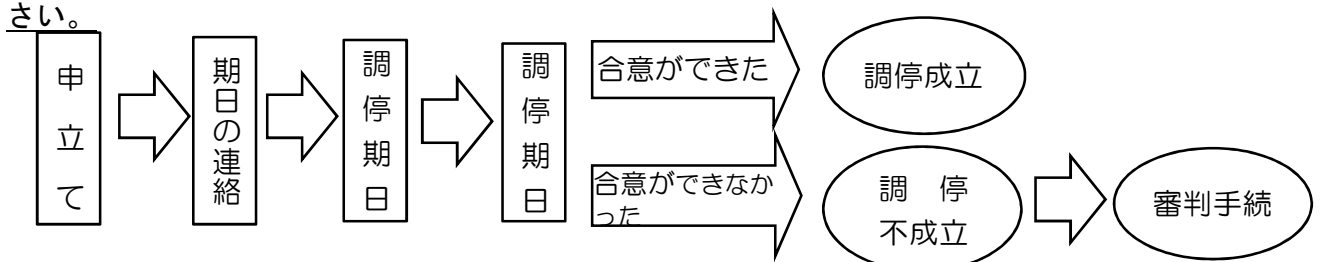 さい。
申立て
期日の連絡
調停期日
調停期日
合意ができた
調停成立
合意ができなか
った
調 停
不成立
審判手続